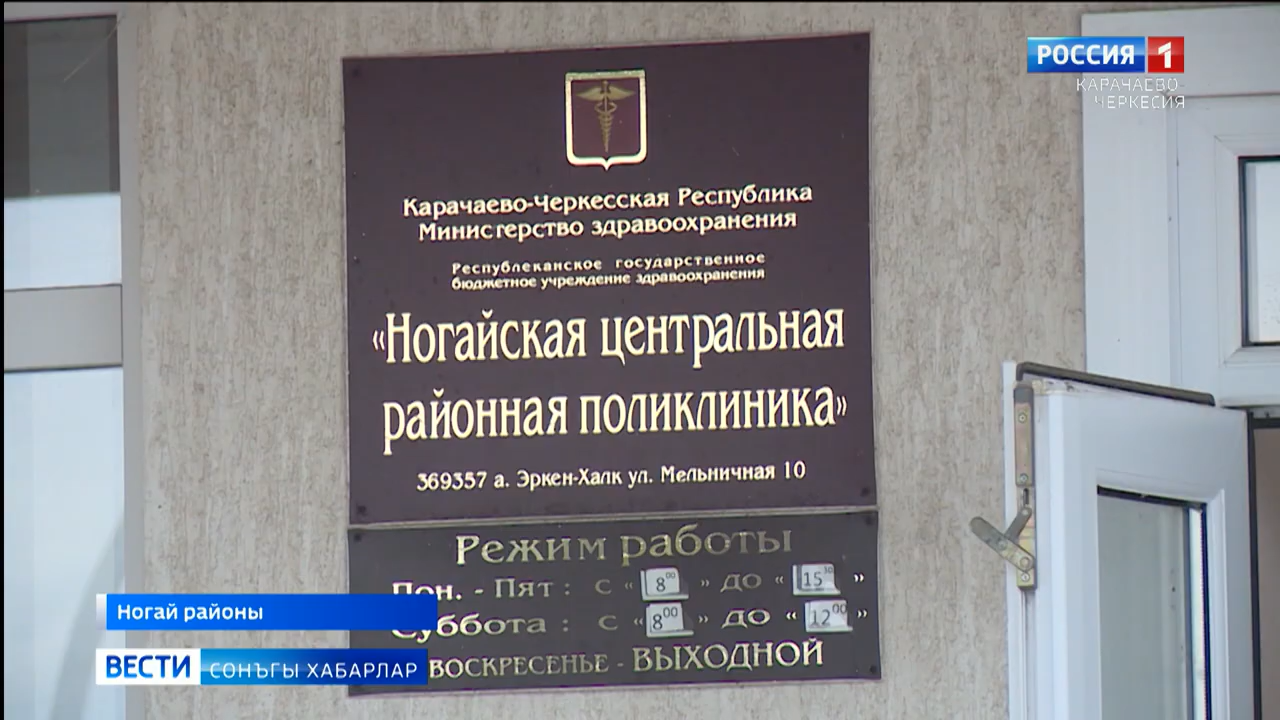 РОССИЯ 1
КАРАЧАЕВО-
ЧЕРКЕСИЯ
Карачаево-Черкесская Республика
Министерство здравоохранения
Республеканское государственное
бюджетное учреждение здравоохранения
«Ногайская центральная
районная поликлиника»
369357 а. Эркен-Халк ул. Мельничная 10
Режим работы
Пон. - Пят : с “ 8⁰⁰ ” до “ 15³⁰ ”
Суббота : с “ 8⁰⁰ ” до “ 12⁰⁰ ”
Воскресенье - ВЫХОДНОЙ
Ногай районы
ВЕСТИ СОНЪГЫ ХАБАРЛАР